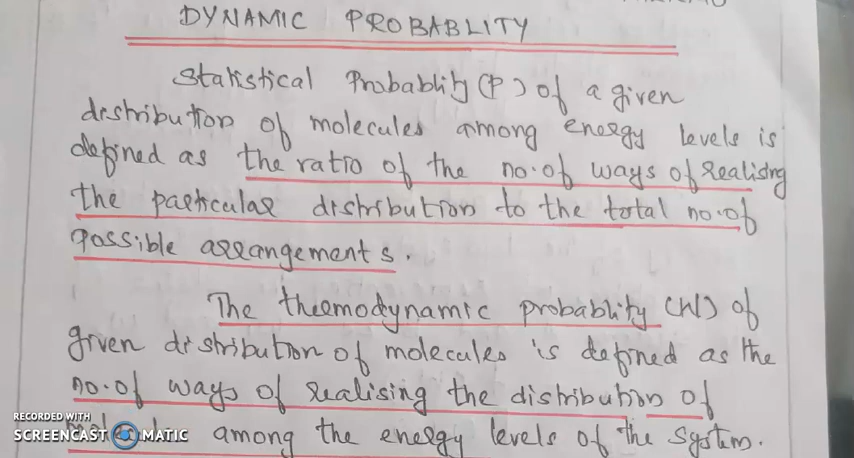 DYNAMIC PROBABLITY
Statistical Probablity (P) of a given
distribution of molecules among energy levels is
defined as the ratio of the no. of ways of Realising
the particular distribution to the total no. of
possible arrangements.
The thermodynamic probablity (W) of
given distribution of molecules is defined as the
no. of ways of realising the distribution of
RECORDED WITH
SCREENCAST MATIC
among the energy levels of the system.